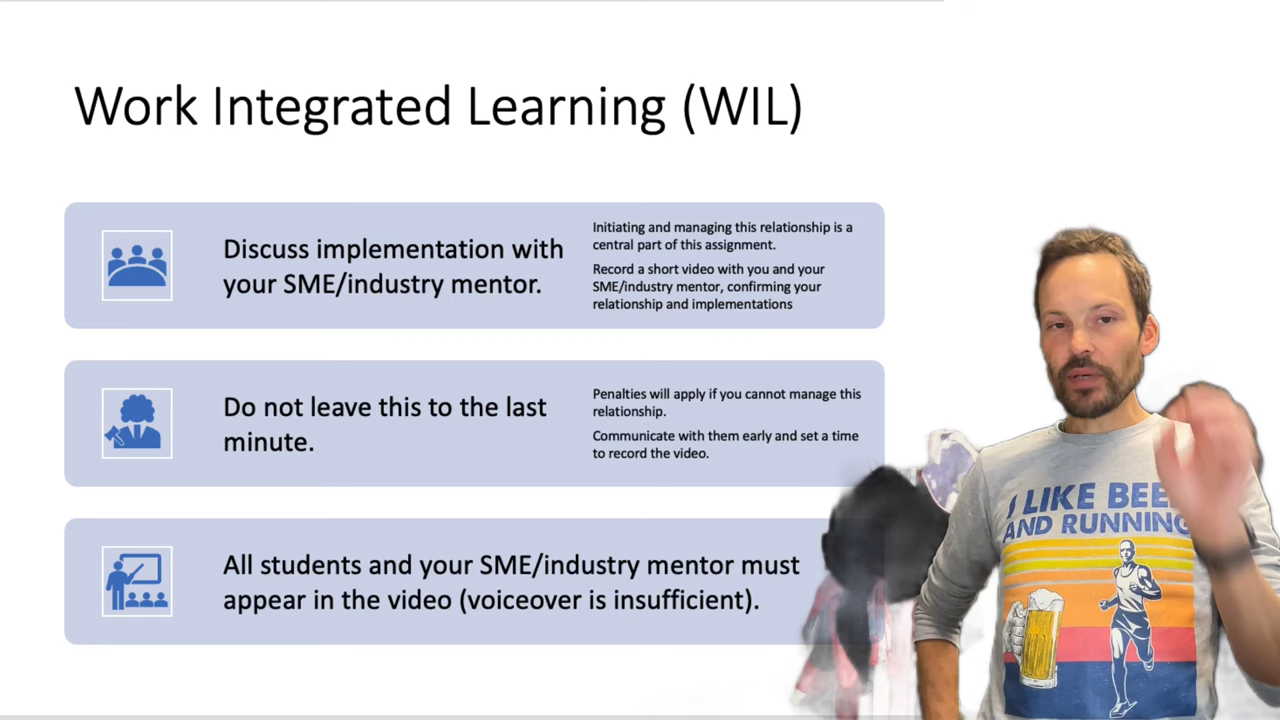 Work Integrated Learning (WIL)
Discuss implementation with
your SME/industry mentor.
Initiating and managing this relationship is a
central part of this assignment.
Record a short video with you and your
SME/industry mentor, confirming your
relationship and implementations
Do not leave this to the last
minute.
Penalties will apply if you cannot manage this
relationship.
Communicate with them early and set a time
to record the video.
All students and your SME/industry mentor must
appear in the video (voiceover is insufficient).
I LIKE BEE
AND RUNNING